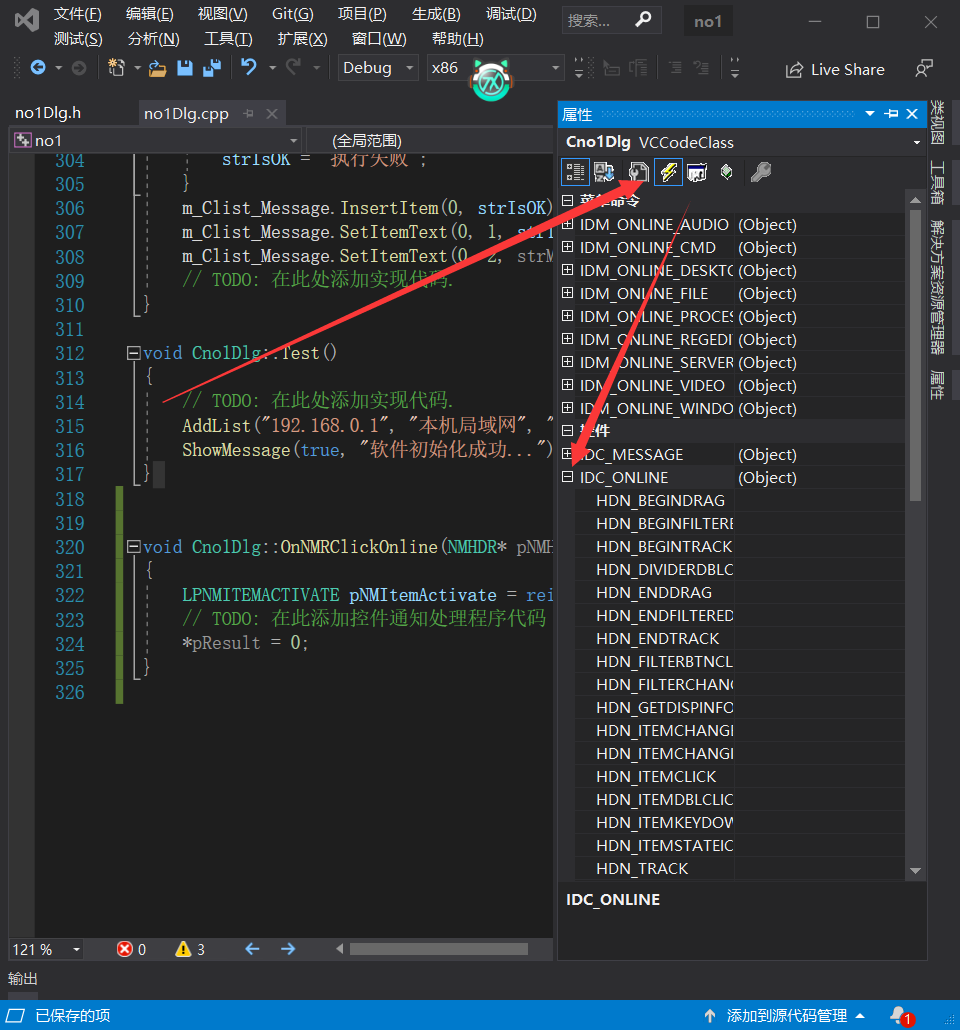 文件(F) 编辑(E) 视图(V) Git(G) 项目(P) 生成(B) 调试(D)
搜索...
no1
测试(S) 分析(N) 工具(T) 扩展(X) 窗口(W) 帮助(H)
Debug x86
Live Share
no1Dlg.h no1Dlg.cpp
no1 (全局范围)
304 strIsOK = "执行失败";
305 }
306 m_Clist_Message.InsertItem(0, strIsOK)
307 m_Clist_Message.SetItemText(0, 1,
308 m_Clist_Message.SetItemText(0, 2, strM
309 // TODO: 在此处添加实现代码.
310 }
311
312 void Cno1Dlg::Test()
313 {
314 // TODO: 在此处添加实现代码.
315 AddList("192.168.0.1", "本机局域网", "
316 ShowMessage(true, "软件初始化成功...")
317 }
318
319
320 void Cno1Dlg::OnNMRClickOnline(NMHDR* pNMH
321 {
322 LPNMITEMACTIVATE pNMItemActivate = rei
323 // TODO: 在此添加控件通知处理程序代码
324 *pResult = 0;
325 }
326
121 %
0
3
属性
Cno1Dlg VCCodeClass
菜单命令
IDM_ONLINE_AUDIO (Object)
IDM_ONLINE_CMD (Object)
IDM_ONLINE_DESKTO (Object)
IDM_ONLINE_FILE (Object)
IDM_ONLINE_PROCES (Object)
IDM_ONLINE_REGEDI (Object)
IDM_ONLINE_SERVER (Object)
IDM_ONLINE_VIDEO (Object)
IDM_ONLINE_WINDO (Object)
控件
IDC_MESSAGE (Object)
IDC_ONLINE (Object)
HDN_BEGINDRAG
HDN_BEGINFILTERE
HDN_BEGINTRACK
HDN_DIVIDERDBLC
HDN_ENDDRAG
HDN_ENDFILTERED
HDN_ENDTRACK
HDN_FILTERBTNCL
HDN_FILTERCHANG
HDN_GETDISPINFO
HDN_ITEMCHANGE
HDN_ITEMCHANGI
HDN_ITEMCLICK
HDN_ITEMDBLCLIC
HDN_ITEMKEYDOW
HDN_ITEMSTATEIC
HDN_TRACK
IDC_ONLINE
类视图
工具箱
解决方案资源管理器
属性
输出
已保存的项
添加到源代码管理
1